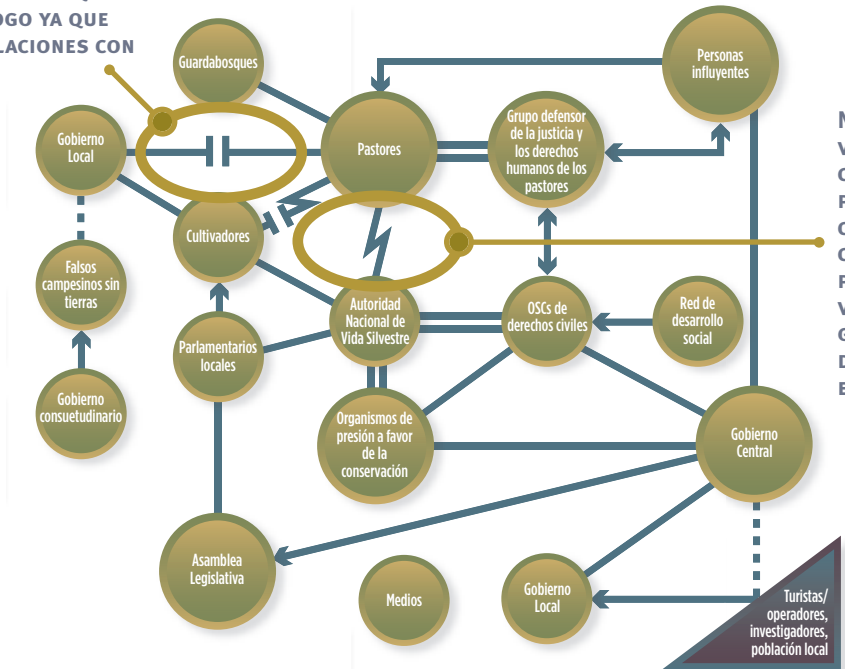 OGO YA QUE
LACIONES CON
Guardabosques
Personas
influyentes
Gobierno
Local
Pastores
Grupo defensor
de la justicia y
los derechos
humanos de los
pastores
Cultivadores
Falsos
campesinos sin
tierras
Autoridad
Nacional de
Vida Silvestre
OSCs de
derechos civiles
Red de
desarrollo
social
Parlamentarios
locales
Gobierno
consuetudinario
Organismos de
presión a favor
de la
conservación
Gobierno
Central
Asamblea
Legislativa
Medios
Gobierno
Local
Turistas/
operadores,
investigadores,
población local